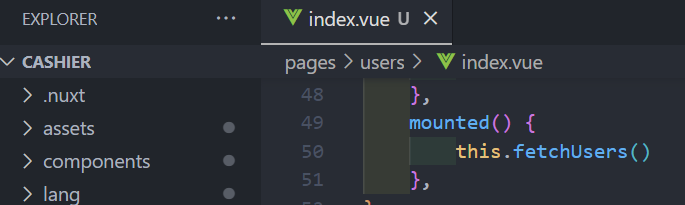 EXPLORER ···
index.vue U ×
CASHIER
pages > users > index.vue
.nuxt
assets
components
lang
48 },
49 mounted() {
50 this.fetchUsers()
51 },